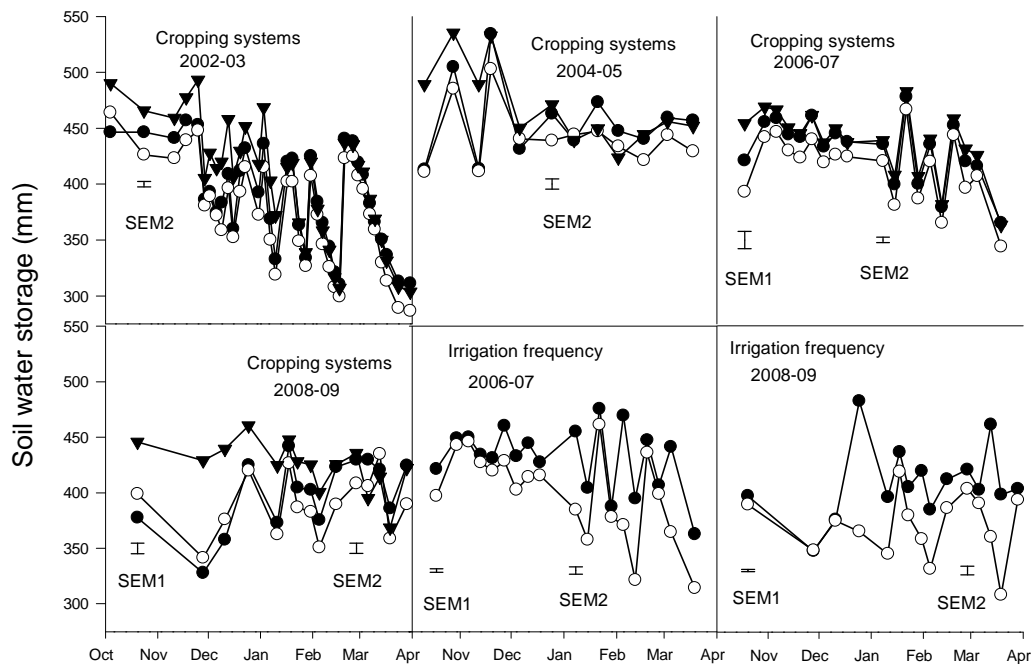 Soil water storage (mm)
550
500
450
400
350
300
Cropping systems
2002-03
SEM2
Cropping systems
2004-05
SEM2
Cropping systems
2006-07
SEM1
SEM2
550
500
450
400
350
300
Cropping systems
2008-09
SEM1
SEM2
Irrigation frequency
2006-07
SEM1
SEM2
Irrigation frequency
2008-09
SEM1
SEM2
Oct Nov Dec Jan Feb Mar Apr Nov Dec Jan Feb Mar Apr Nov Dec Jan Feb Mar Apr